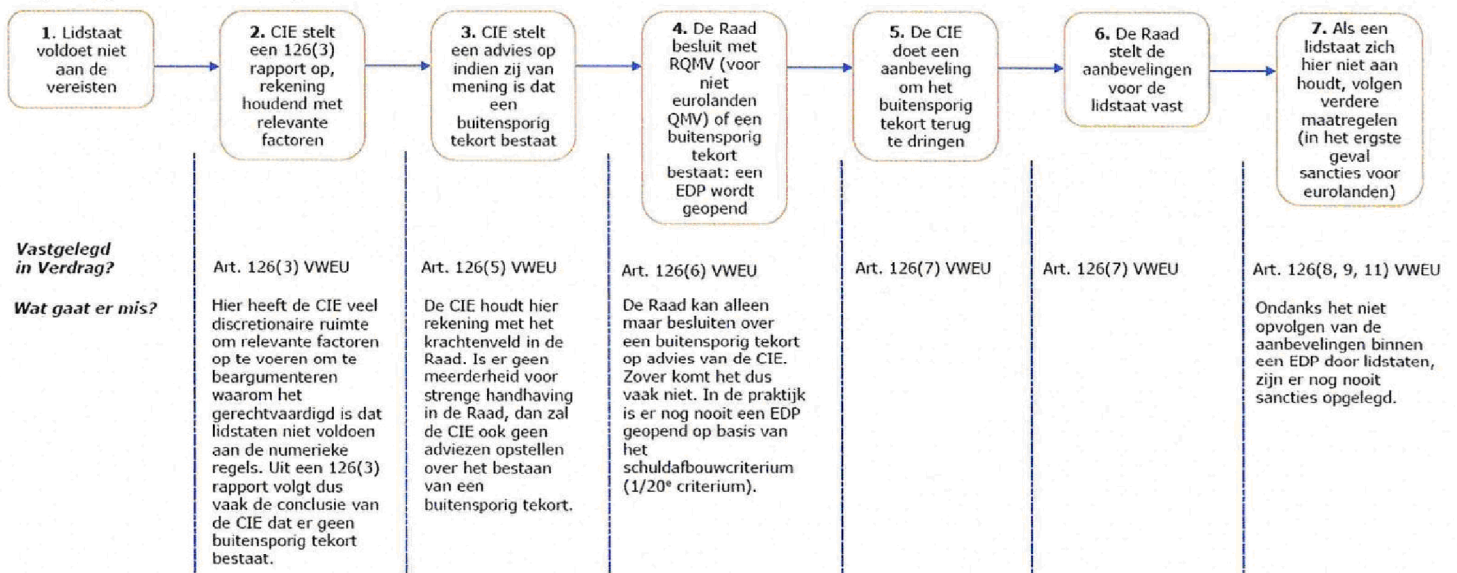 1. Lidstaat
voldoet niet
aan de
vereisten
2. CIE stelt
een 126(3)
rapport op,
rekening
houdend met
relevante
factoren
3. CIE stelt
een advies op
indien zij van
mening is dat
een
buitensporig
tekort bestaat
4. De Raad
besluit met
RQMV (voor
niet
eurolanden
QMV) of een
buitensporig
tekort
bestaat: een
EDP wordt
geopend
5. De CIE
doet een
aanbeveling
om het
buitensporig
tekort terug
te dringen
6. De Raad
stelt de
aanbevelingen
voor de
lidstaat vast
7. Als een
lidstaat zich
hier niet aan
houdt, volgen
verdere
maatregelen
(in het ergste
geval
sancties voor
eurolanden)
Vastgelegd
in Verdrag?
Art. 126(3) VWEU
Art. 126(5) VWEU
Art. 126(6) VWEU
Art. 126(7) VWEU
Art. 126(7) VWEU
Art. 126(8, 9, 11) VWEU
Wat gaat er mis?
Hier heeft de CIE veel
discretionaire ruimte
om relevante factoren
op te voeren om te
beargumenteren
waarom het
gerechtvaardigd is dat
lidstaten niet voldoen
aan de numerieke
regels. Uit een 126(3)
rapport volgt dus
vaak de conclusie van
de CIE dat er geen
buitensporig tekort
bestaat.
De CIE houdt hier
rekening met het
krachtenveld in de
Raad. Is er geen
meerderheid voor
strenge handhaving
in de Raad, dan zal
de CIE ook geen
adviezen opstellen
over het bestaan
van een
buitensporig tekort.
De Raad kan alleen
maar besluiten over
een buitensporig tekort
op advies van de CIE.
Zover komt het dus
vaak niet. In de praktijk
is er nog nooit een EDP
geopend op basis van
het
schuldafbouwcriterium
(1/20e criterium).
Ondanks het niet
opvolgen van de
aanbevelingen binnen
een EDP door lidstaten,
zijn er nog nooit
sancties opgelegd.